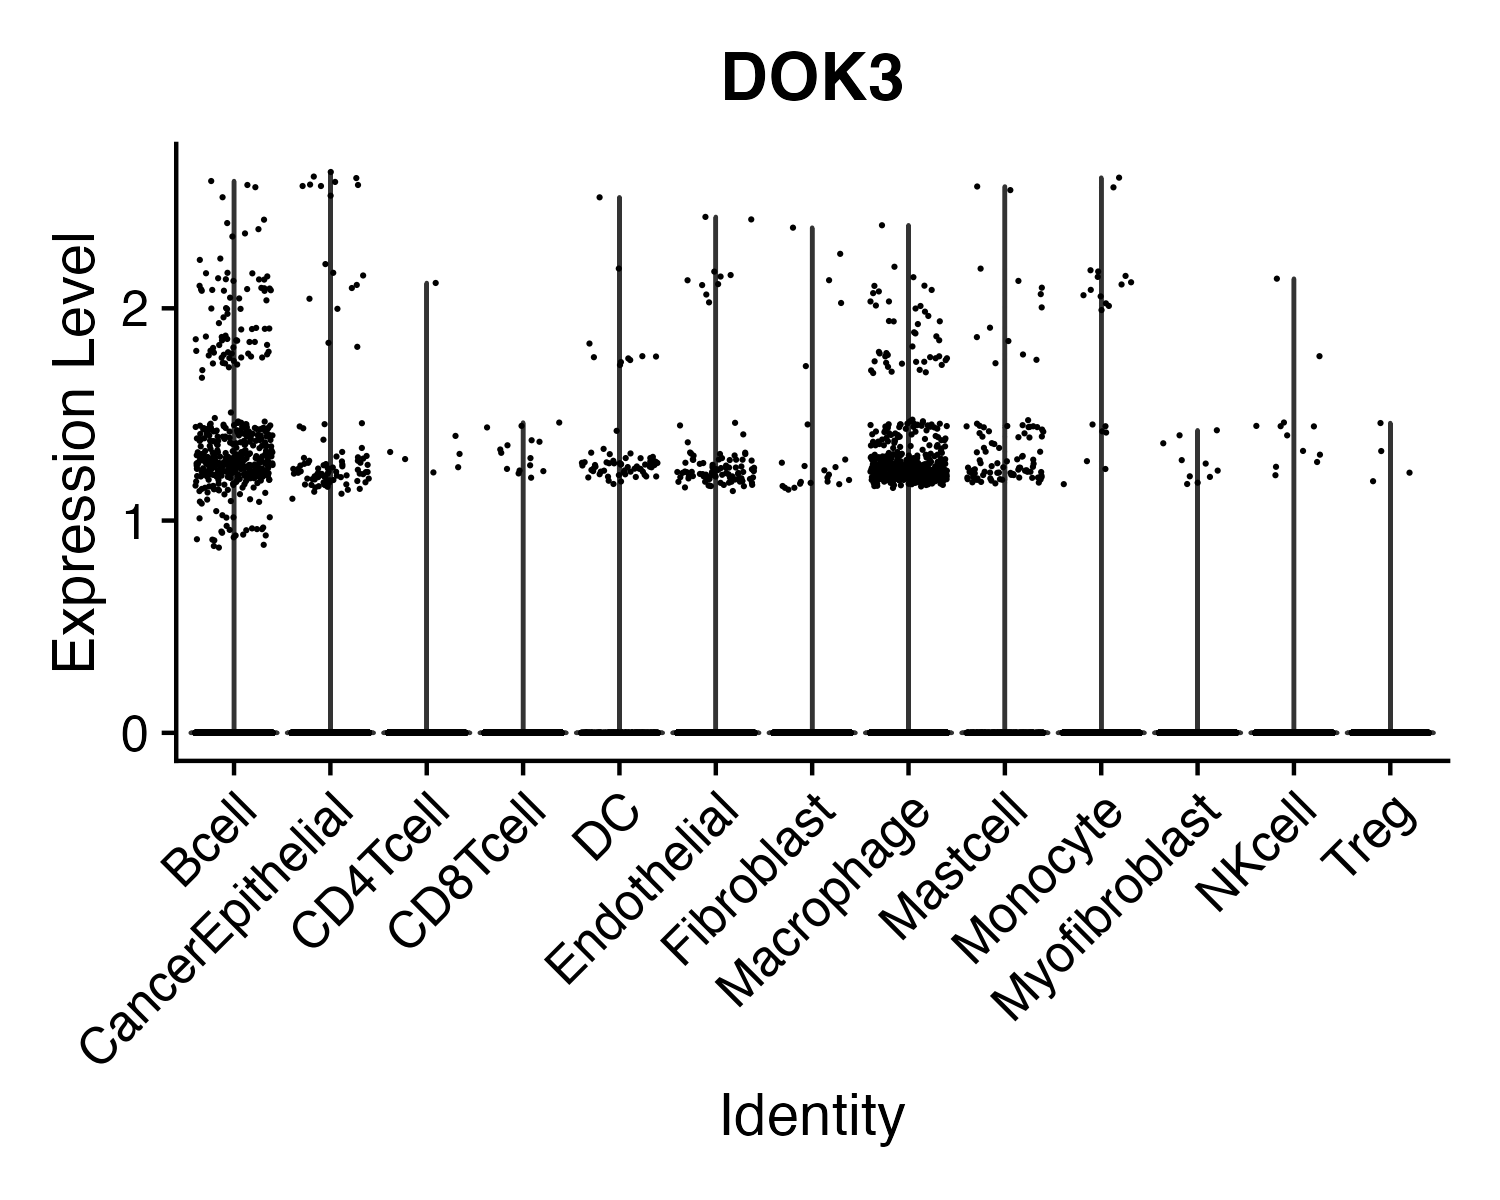 DOK3
Expression Level
2
1
0
Bcell
CancerEpithelial
CD4Tcell
CD8Tcell
DC
Endothelial
Fibroblast
Macrophage
Mastcell
Monocyte
Myofibroblast
NKcell
Treg
Identity